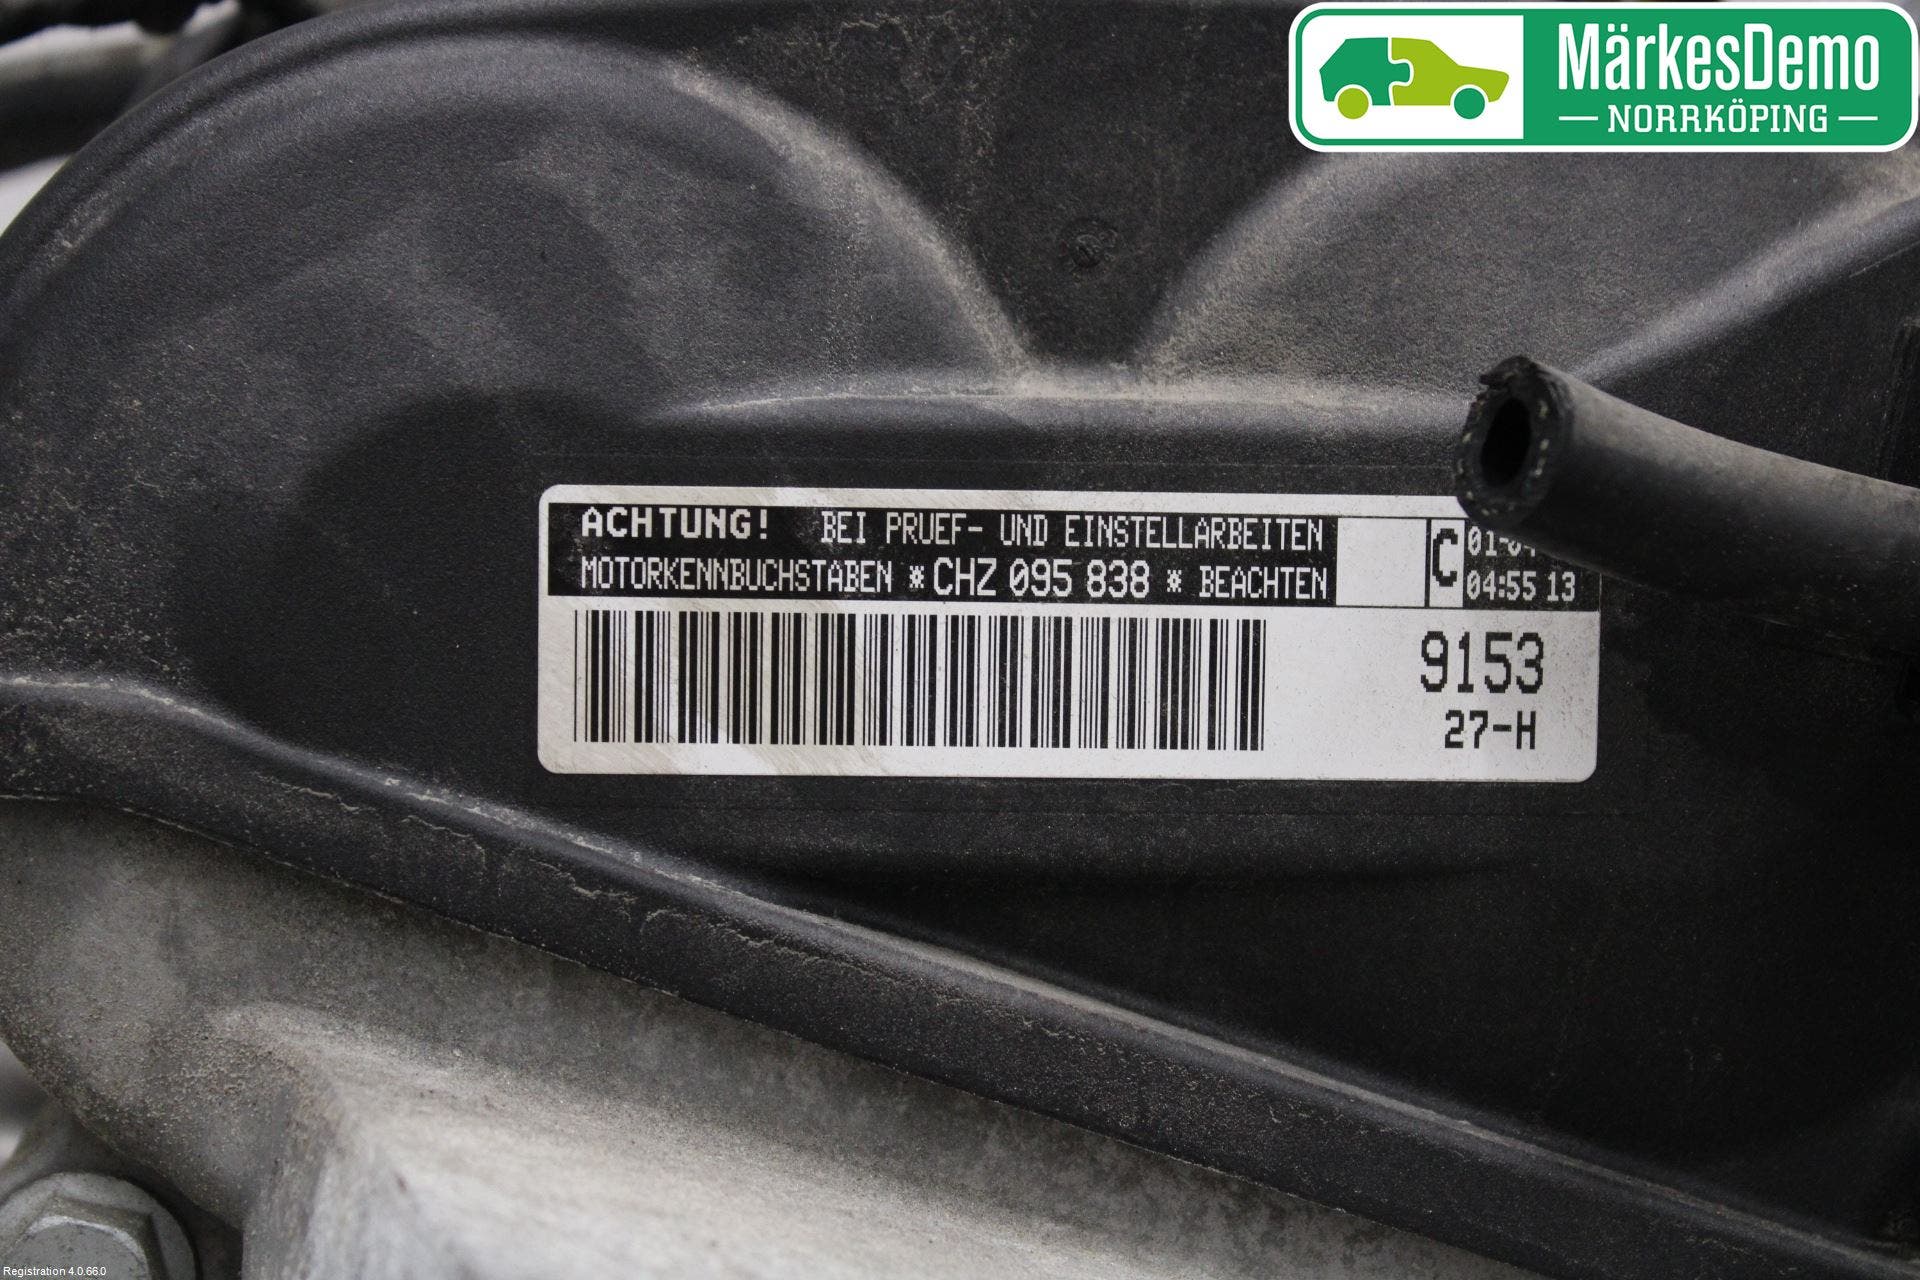 MärkesDemo
NORRKÖPING
ACHTUNG! BEI PRUEF- UND EINSTELLARBEITEN
MOTORKENNBUCHSTABEN * CHZ 095 838 * BEACHTEN
C
04:55 13
9153
27-H
Registration 4.0.66.0